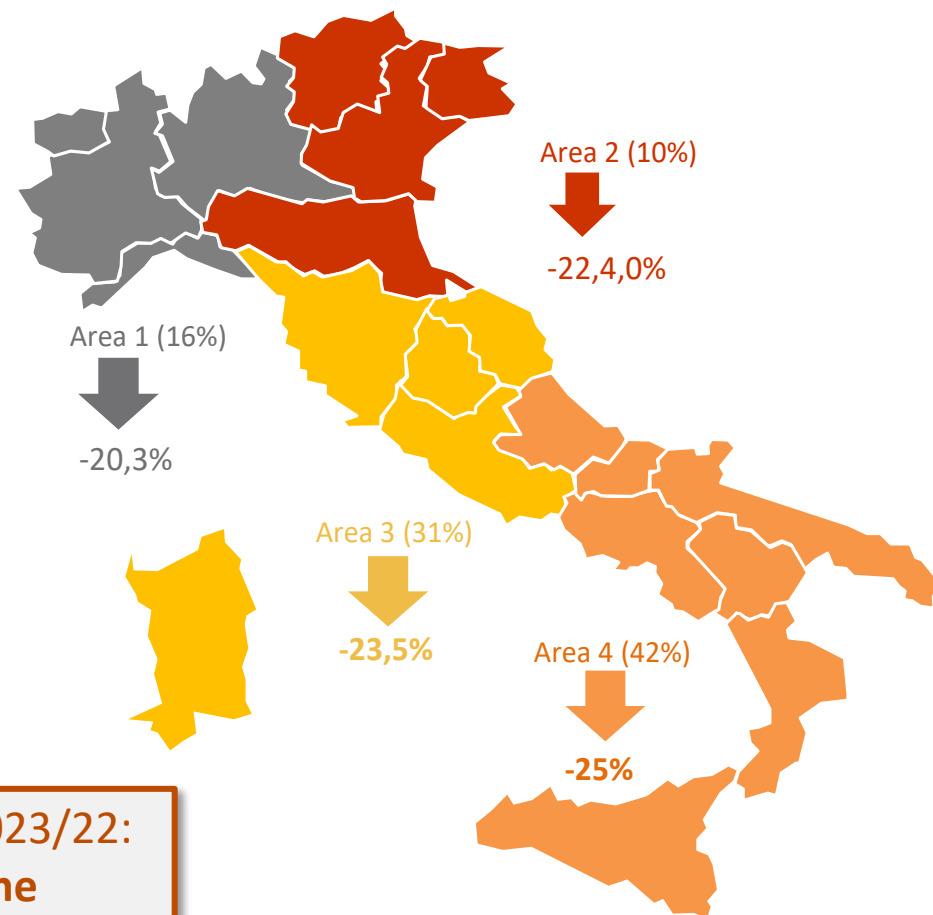 Area 2 (10%)
-22,4,0%
Area 1 (16%)
-20,3%
Area 3 (31%)
-23,5%
Area 4 (42%)
-25%
023/22:
ne